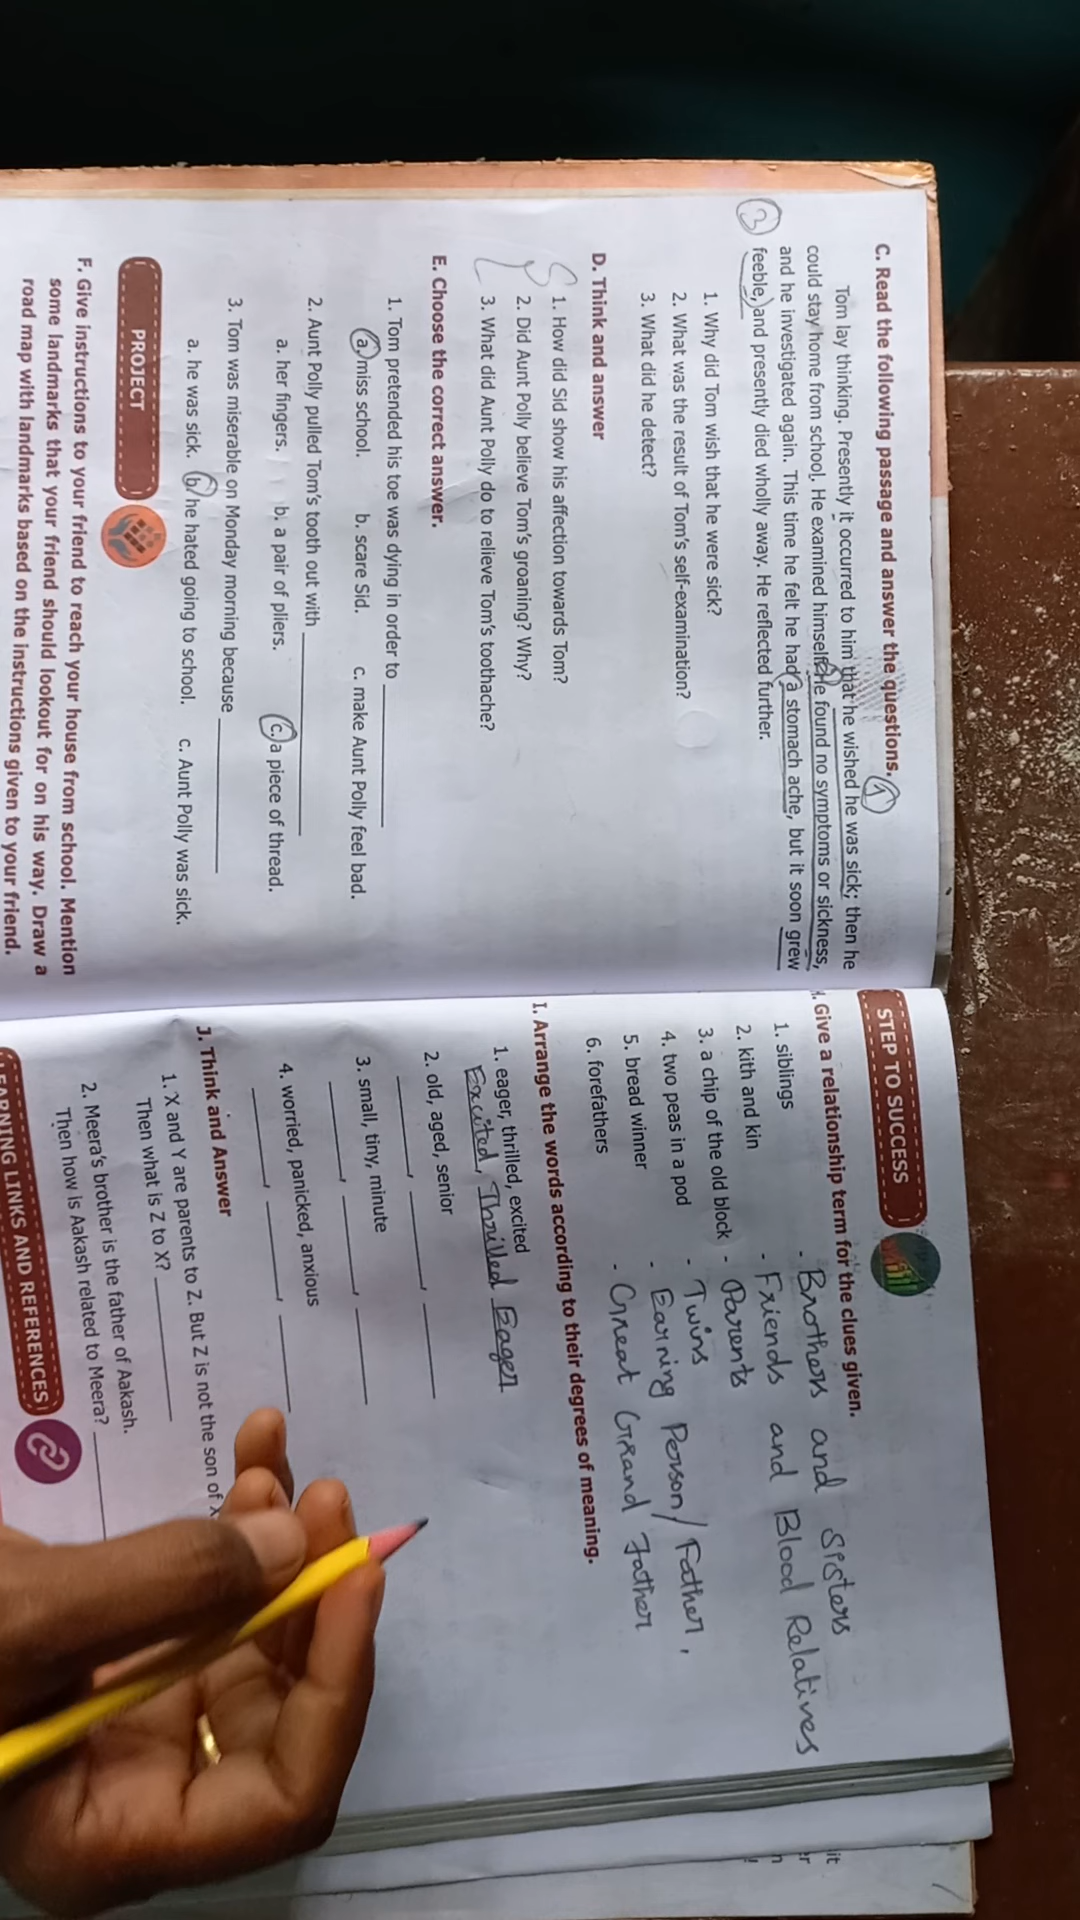 C. Read the following passage and answer the questions. 1
Tom lay thinking. Presently it occurred to him that he wished he was sick; then he
could stay home from school. He examined himself. He found no symptoms or sickness,
and he investigated again. This time he felt he had a stomach ache, but it soon grew
3 feeble, and presently died wholly away. He reflected further.
1. Why did Tom wish that he were sick?
2. What was the result of Tom's self-examination?
3. What did he detect?
D. Think and answer
1. How did Sid show his affection towards Tom?
2. Did Aunt Polly believe Tom's groaning? Why?
3. What did Aunt Polly do to relieve Tom's toothache?
E. Choose the correct answer.
1. Tom pretended his toe was dying in order to
a. miss school. b. scare Sid. c. make Aunt Polly feel bad.
2. Aunt Polly pulled Tom's tooth out with
a. her fingers. b. a pair of pliers. c. a piece of thread.
3. Tom was miserable on Monday morning because
a. he was sick. b. he hated going to school. c. Aunt Polly was sick.
PROJECT
F. Give instructions to your friend to reach your house from school. Mention
some landmarks that your friend should lookout for on his way. Draw a
road map with landmarks based on the instructions given to your friend.
STEP TO SUCCESS
Give a relationship term for the clues given.
1. siblings - Brothers and Sisters
2. kith and kin - Friends and Blood Relatives
3. a chip of the old block - Parents
4. two peas in a pod - Twins
5. bread winner - Earning Person/Father,
6. forefathers - Great Grand Father
I. Arrange the words according to their degrees of meaning.
1. eager, thrilled, excited
Excited, Thrilled Eager
2. old, aged, senior
3. small, tiny, minute
4. worried, panicked, anxious
J. Think and Answer
1. X and Y are parents to Z. But Z is not the son of X
Then what is Z to X?
2. Meera's brother is the father of Aakash.
Then how is Aakash related to Meera?
LEARNING LINKS AND REFERENCES